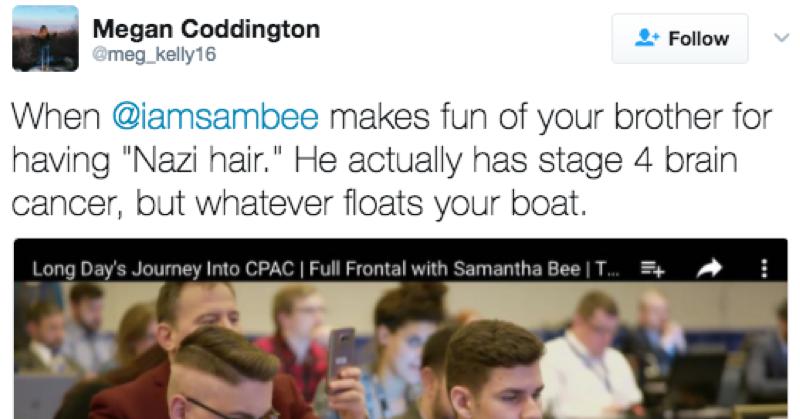 Megan Coddington
@meg_kelly16
Follow
When @iamsambee makes fun of your brother for
having "Nazi hair." He actually has stage 4 brain
cancer, but whatever floats your boat.
Long Day's Journey Into CPAC | Full Frontal with Samantha Bee | T...